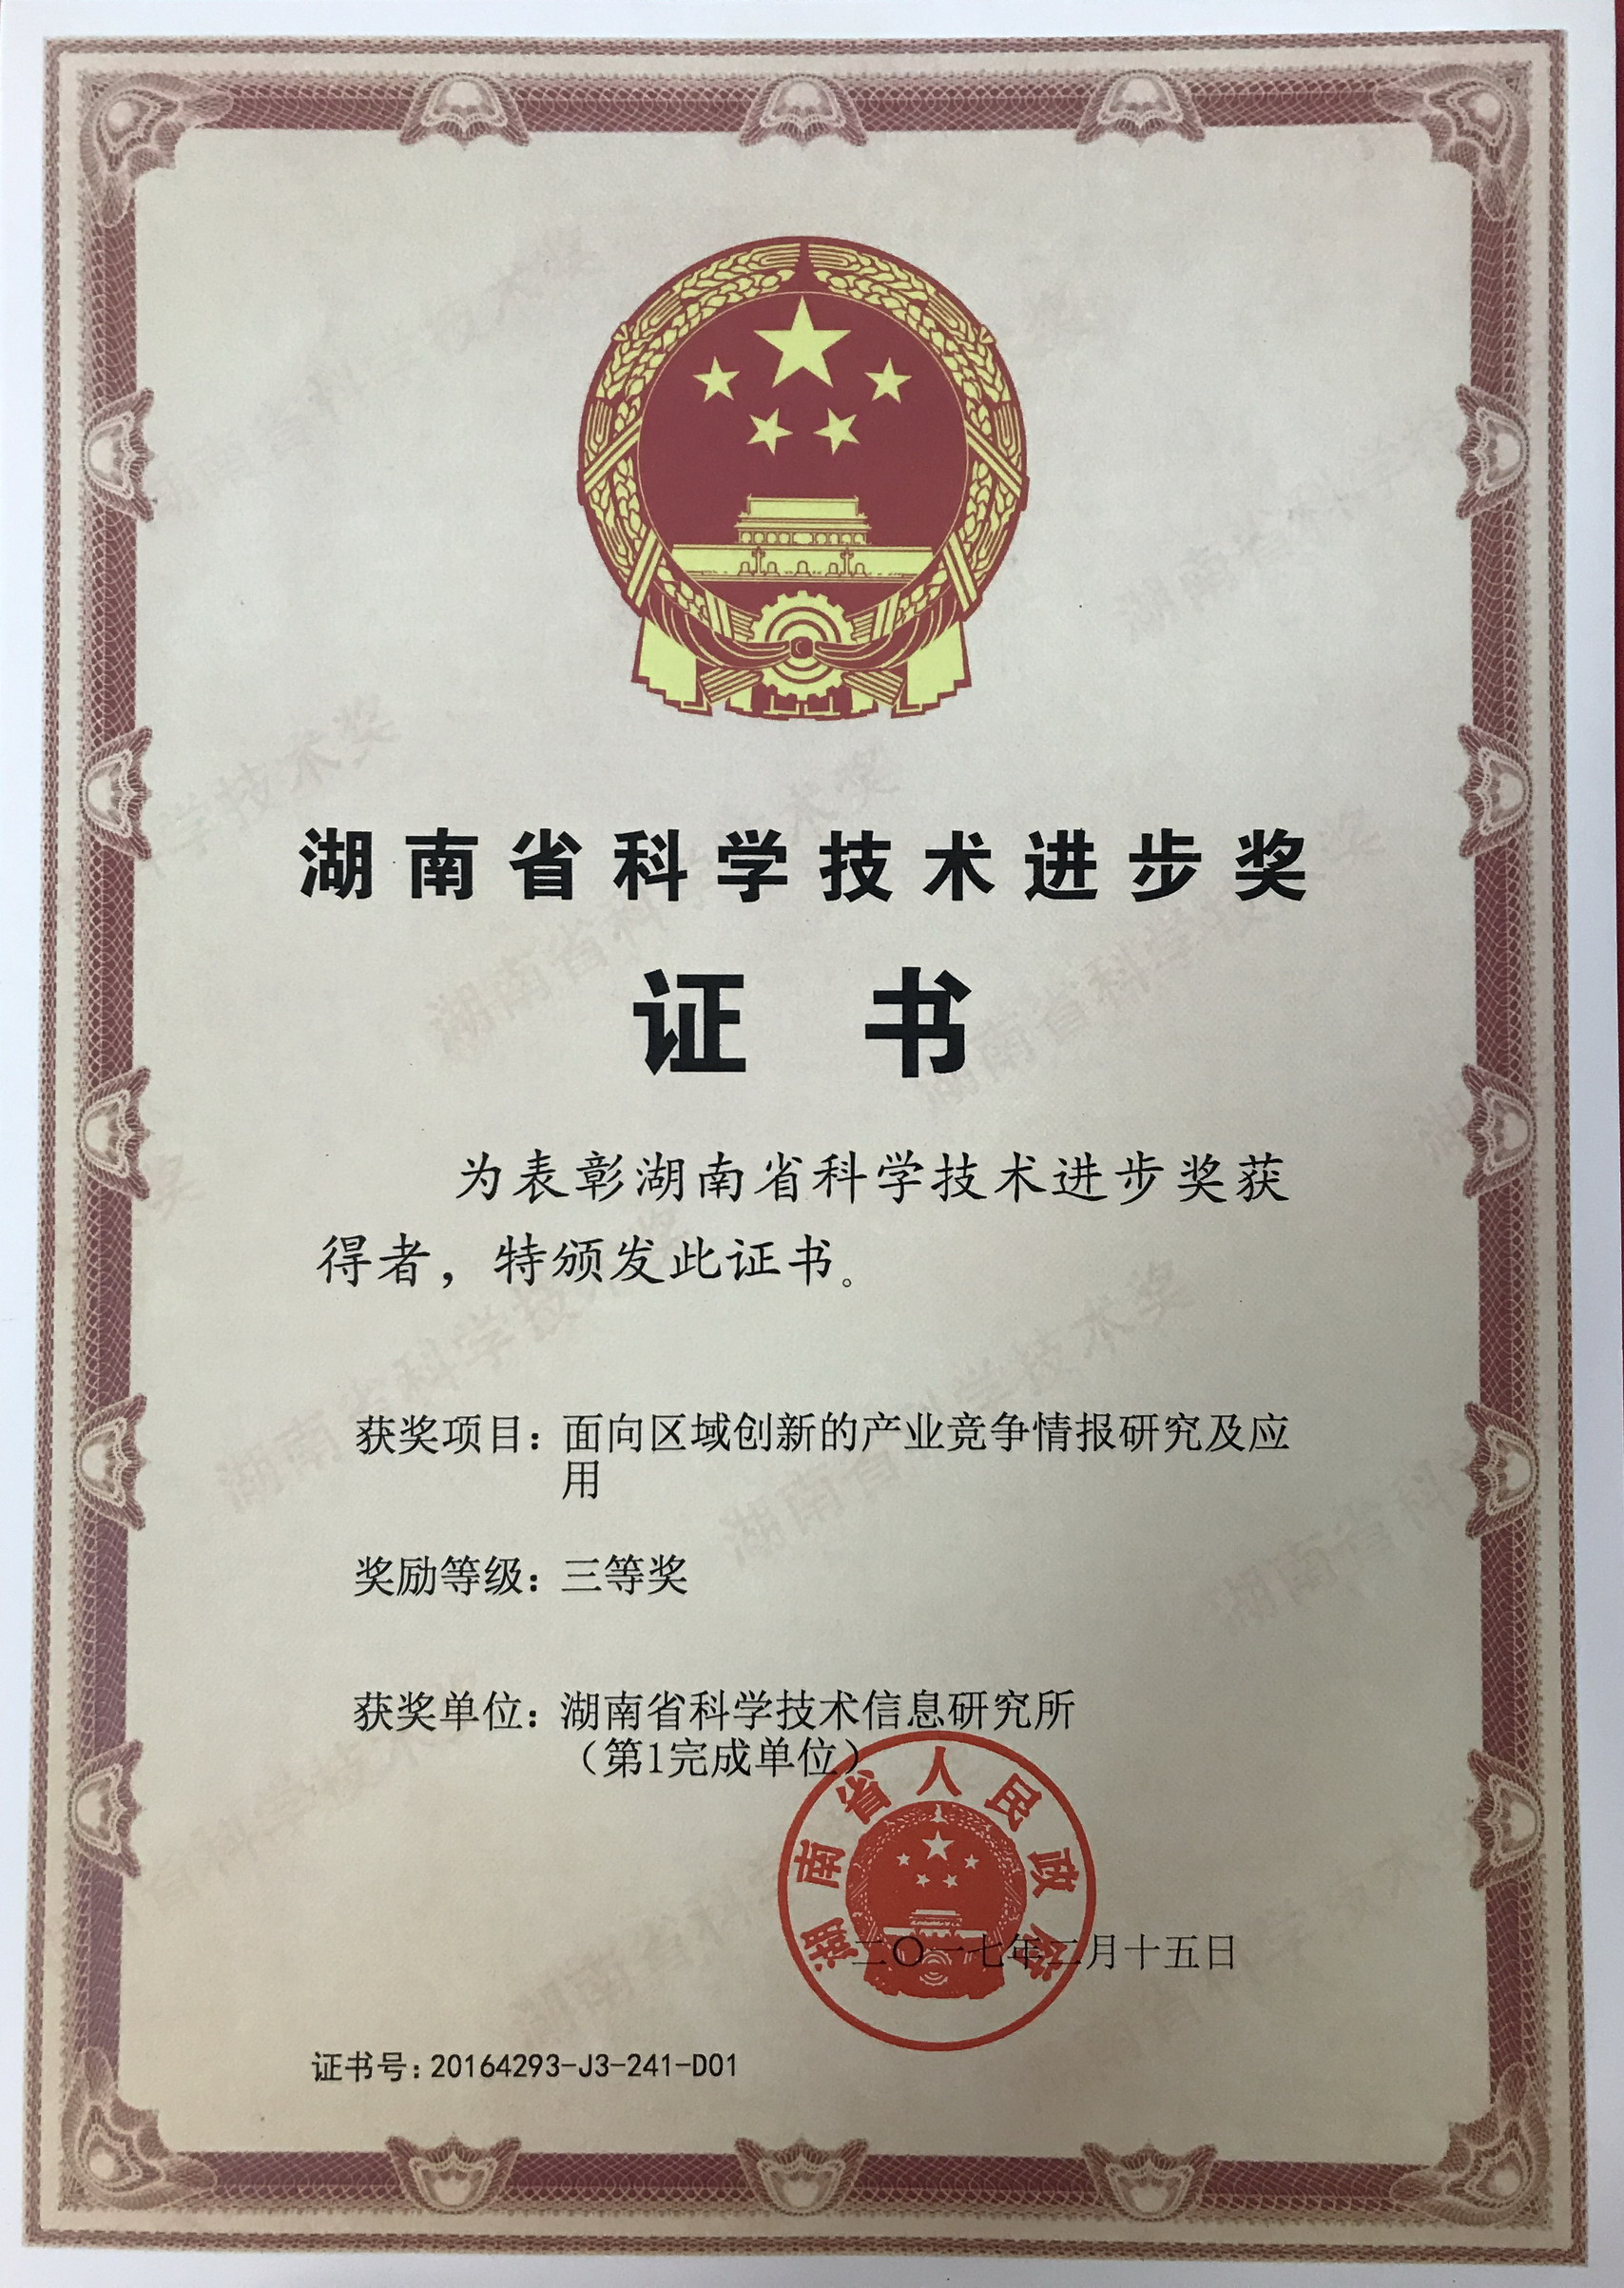 湖南省科学技术进步奖
证书
为表彰湖南省科学技术进步奖获
得者，特颁发此证书。
获奖项目：面向区域创新的产业竞争情报研究及应
用
奖励等级：三等奖
获奖单位：湖南省科学技术信息研究所
（第1完成单位）
湖南省人民政府
二〇一七年二月十五日
证书号：20164293-J3-241-D01